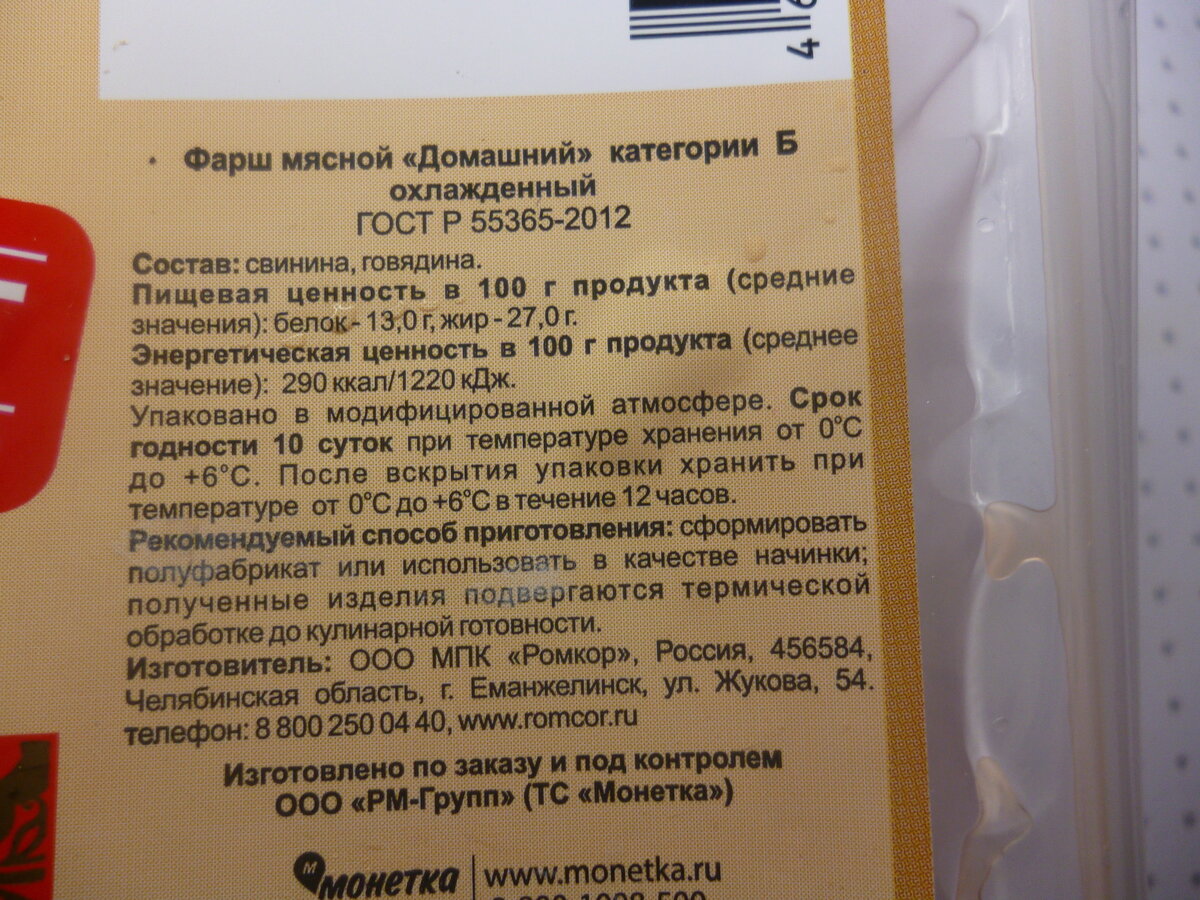 4 6
Фарш мясной «Домашний» категории Б
охлажденный
ГОСТ Р 55365-2012
Состав: свинина, говядина.
Пищевая ценность в 100 г продукта (средние
значения): белок - 13,0 г, жир - 27,0 г.
Энергетическая ценность в 100 г продукта (среднее
значение): 290 ккал/1220 кДж.
Упаковано в модифицированной атмосфере. Срок
годности 10 суток при температуре хранения от 0°С
до +6°С. После вскрытия упаковки хранить при
температуре от 0°С до +6°С в течение 12 часов.
Рекомендуемый способ приготовления: сформировать
полуфабрикат или использовать в качестве начинки;
полученные изделия подвергаются термической
обработке до кулинарной готовности.
Изготовитель: ООО МПК «Ромкор», Россия, 456584,
Челябинская область, г. Еманжелинск, ул. Жукова, 54.
телефон: 8 800 250 04 40, www.romcor.ru
Изготовлено по заказу и под контролем
ООО «РМ-Групп» (ТС «Монетка»)
М монетка www.monetka.ru